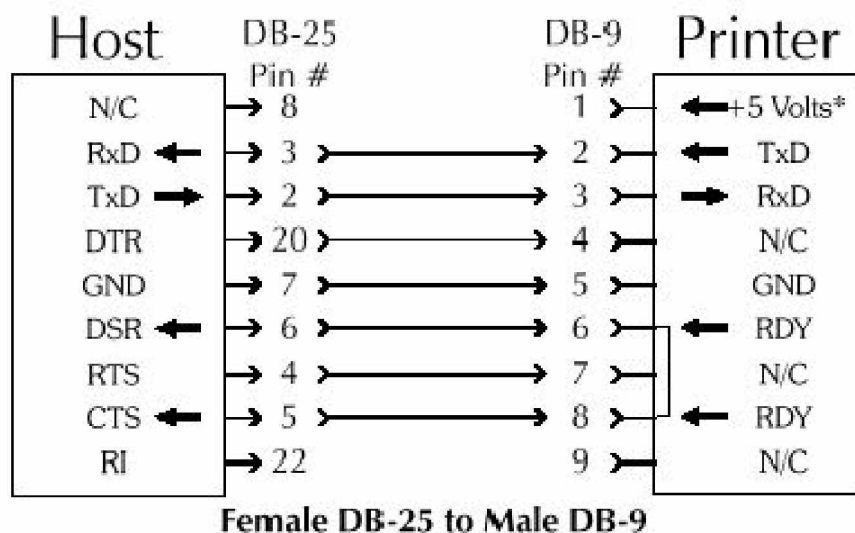 Host DB-25 Pin # DB-9 Pin # Printer
N/C 8 1 +5 Volts*
RxD 3 2 TxD
TxD 2 3 RxD
DTR 20 4 N/C
GND 7 5 GND
DSR 6 6 RDY
RTS 4 7 N/C
CTS 5 8 RDY
RI 22 9 N/C
Female DB-25 to Male DB-9